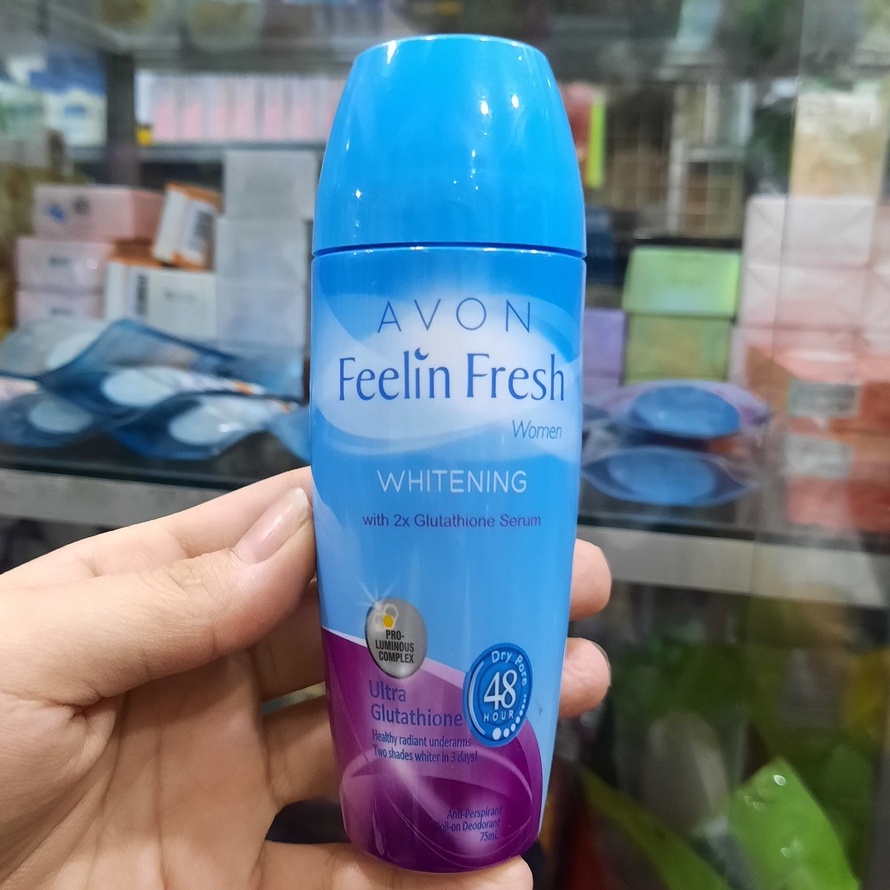 AVON
Feelin Fresh
Women
WHITENING
with 2x Glutathione Serum
PRO-
LUMINOUS
COMPLEX
Dry Pore
48
HOUR
Ultra
Glutathione
Healthy radiant underarms
Two shades whiter in 3 days!
Anti-Perspirant
Roll-on Deodorant
75mL